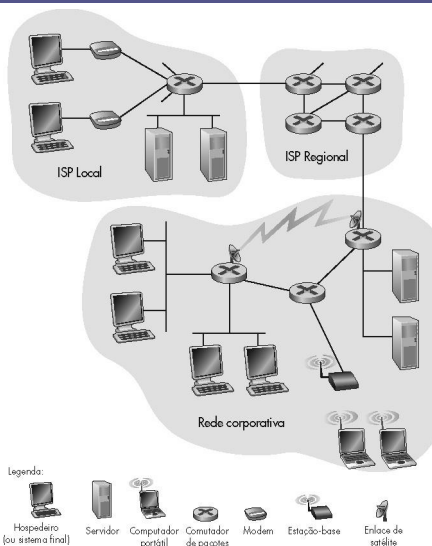 ISP Local
ISP Regional
Rede corporativa
Legenda:
Hospedeiro
(ou sistema final)
Servidor
Computador
portátil
Comutador
de pacotes
Modem
Estação-base
Enlace de
satélite